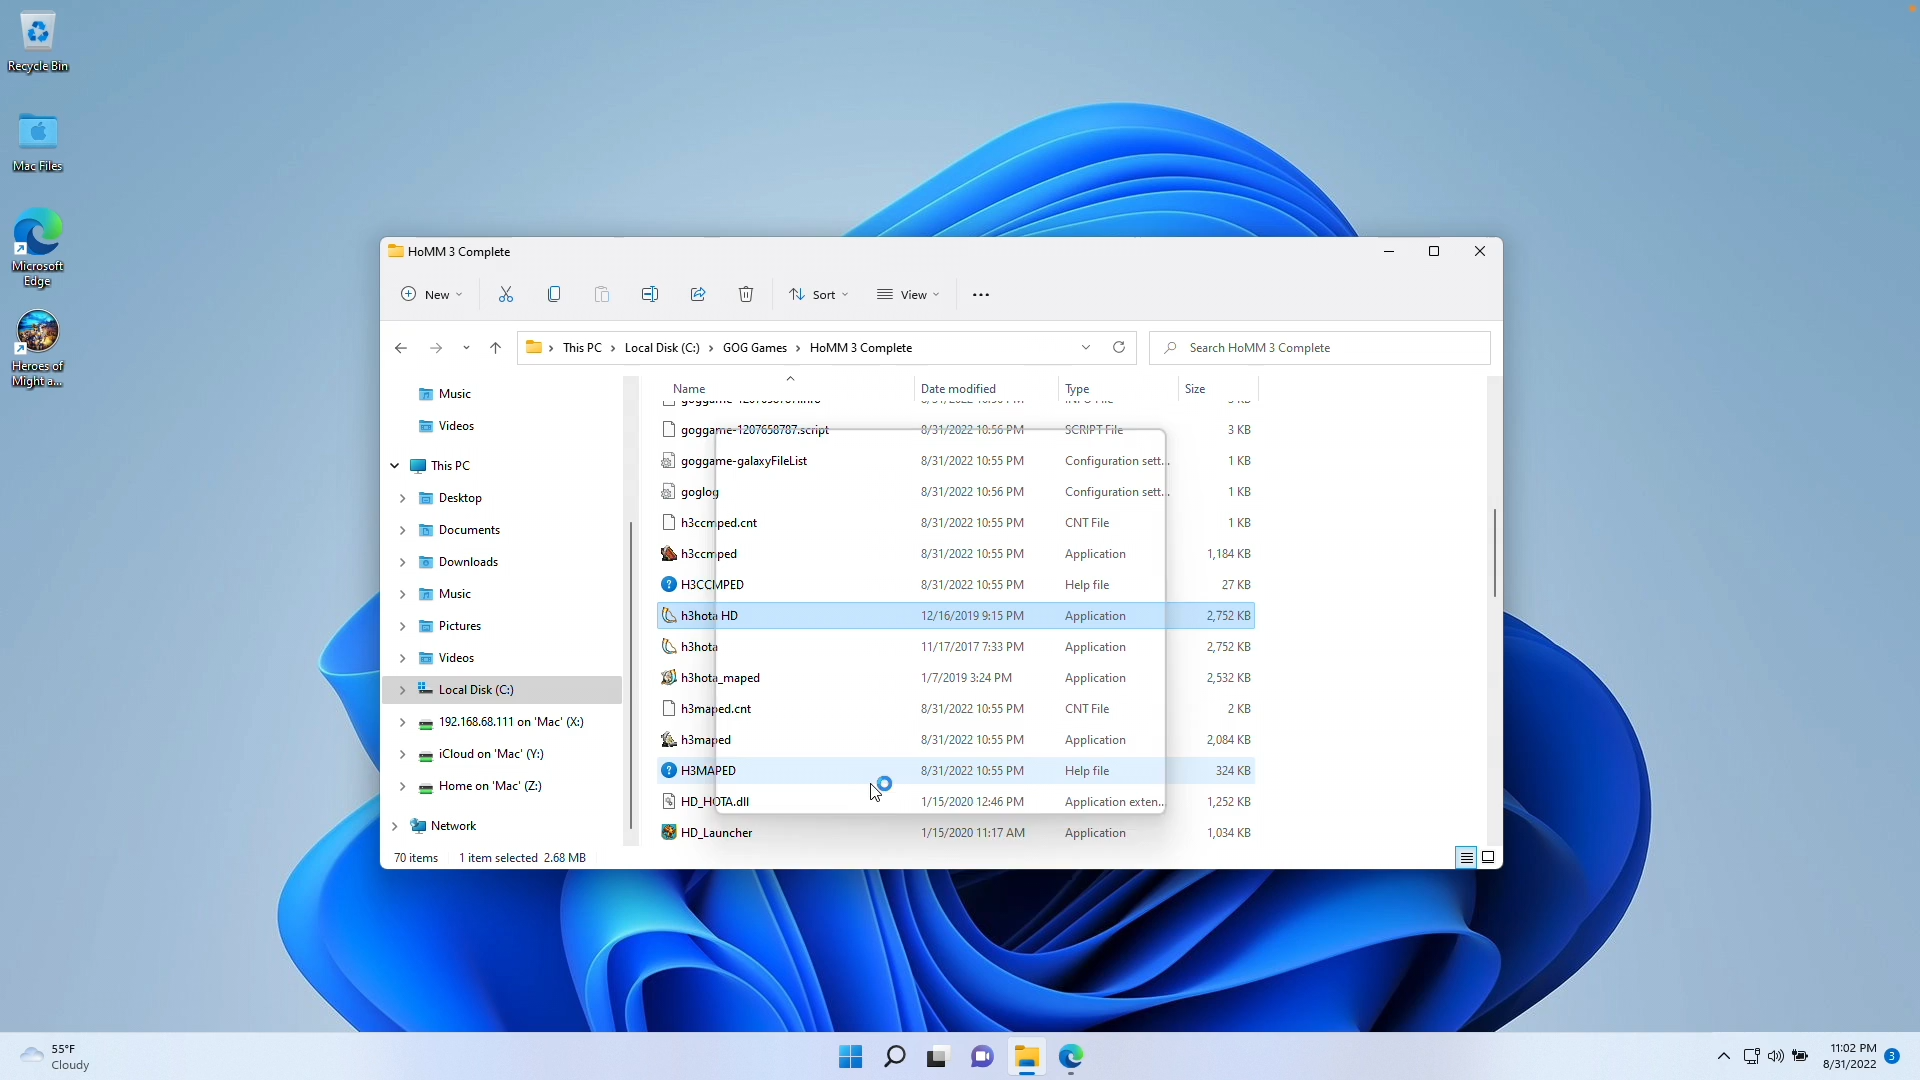 Recycle Bin
Mac Files
Microsoft
Edge
Heroes of
Might a...
HoMM 3 Complete
New
Sort
View
This PC
Local Disk (C:)
GOG Games
HoMM 3 Complete
Search HoMM 3 Complete
Music
Videos
This PC
Desktop
Documents
Downloads
Music
Pictures
Videos
Local Disk (C:)
192.168.68.111 on 'Mac' (X:)
iCloud on 'Mac' (Y:)
Home on 'Mac' (Z:)
Network
Name Date modified Type Size
goggame-1207658787.script 8/31/2022 10:56 PM SCRIPT File 3 KB
goggame-galaxyFileList 8/31/2022 10:55 PM Configuration sett... 1 KB
goglog 8/31/2022 10:56 PM Configuration sett... 1 KB
h3ccmped.cnt 8/31/2022 10:55 PM CNT File 1 KB
h3ccmped 8/31/2022 10:55 PM Application 1,184 KB
H3CCMPED 8/31/2022 10:55 PM Help file 27 KB
h3hota HD 12/16/2019 9:15 PM Application 2,752 KB
h3hota 11/17/2017 7:33 PM Application 2,752 KB
h3hota_maped 1/7/2019 3:24 PM Application 2,532 KB
h3maped.cnt 8/31/2022 10:55 PM CNT File 2 KB
h3maped 8/31/2022 10:55 PM Application 2,084 KB
H3MAPED 8/31/2022 10:55 PM Help file 324 KB
HD_HOTA.dll 1/15/2020 12:46 PM Application exten... 1,252 KB
HD_Launcher 1/15/2020 11:17 AM Application 1,034 KB
70 items 1 item selected 2.68 MB
55°F
Cloudy
11:02 PM
8/31/2022
3